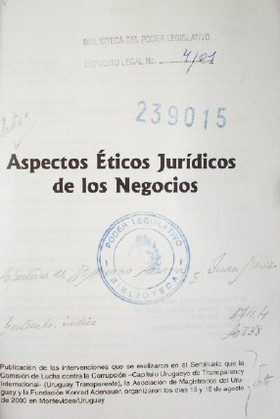 BIBLIOTECA DEL PODER LEGISLATIVO
DEPÓSITO LEGAL No.
239015
Aspectos Éticos Jurídicos
de los Negocios
PODER LEGISLATIVO
BIBLIOTECA
Publicación de las intervenciones que se realizaron en el Seminario que la
Comisión de Lucha contra la Corrupción –Capítulo Uruguayo de Transparency
International– (Uruguay Transparente), la Asociación de Magistrados del Uru-
guay y la Fundación Konrad Adenauer, organizaron los días 15 y 16 de agosto
de 2000 en Montevideo/Uruguay